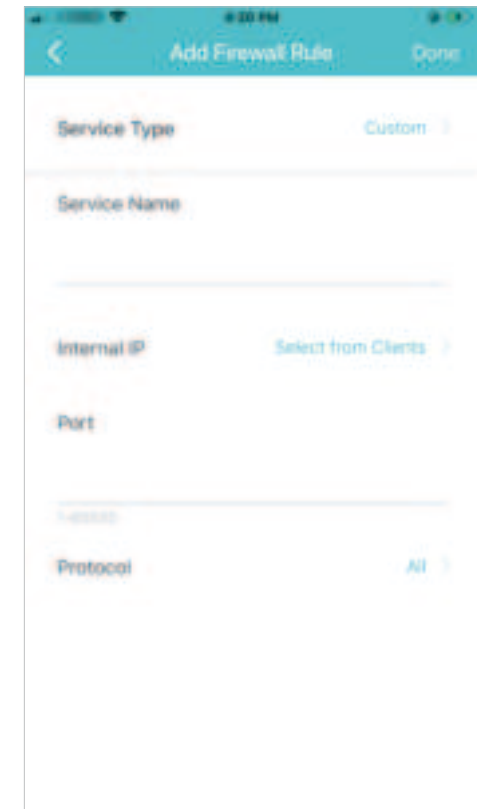 Add Firewall Rule Done
Service Type Custom
Service Name
Internal IP Select from Clients
Port
Protocol All